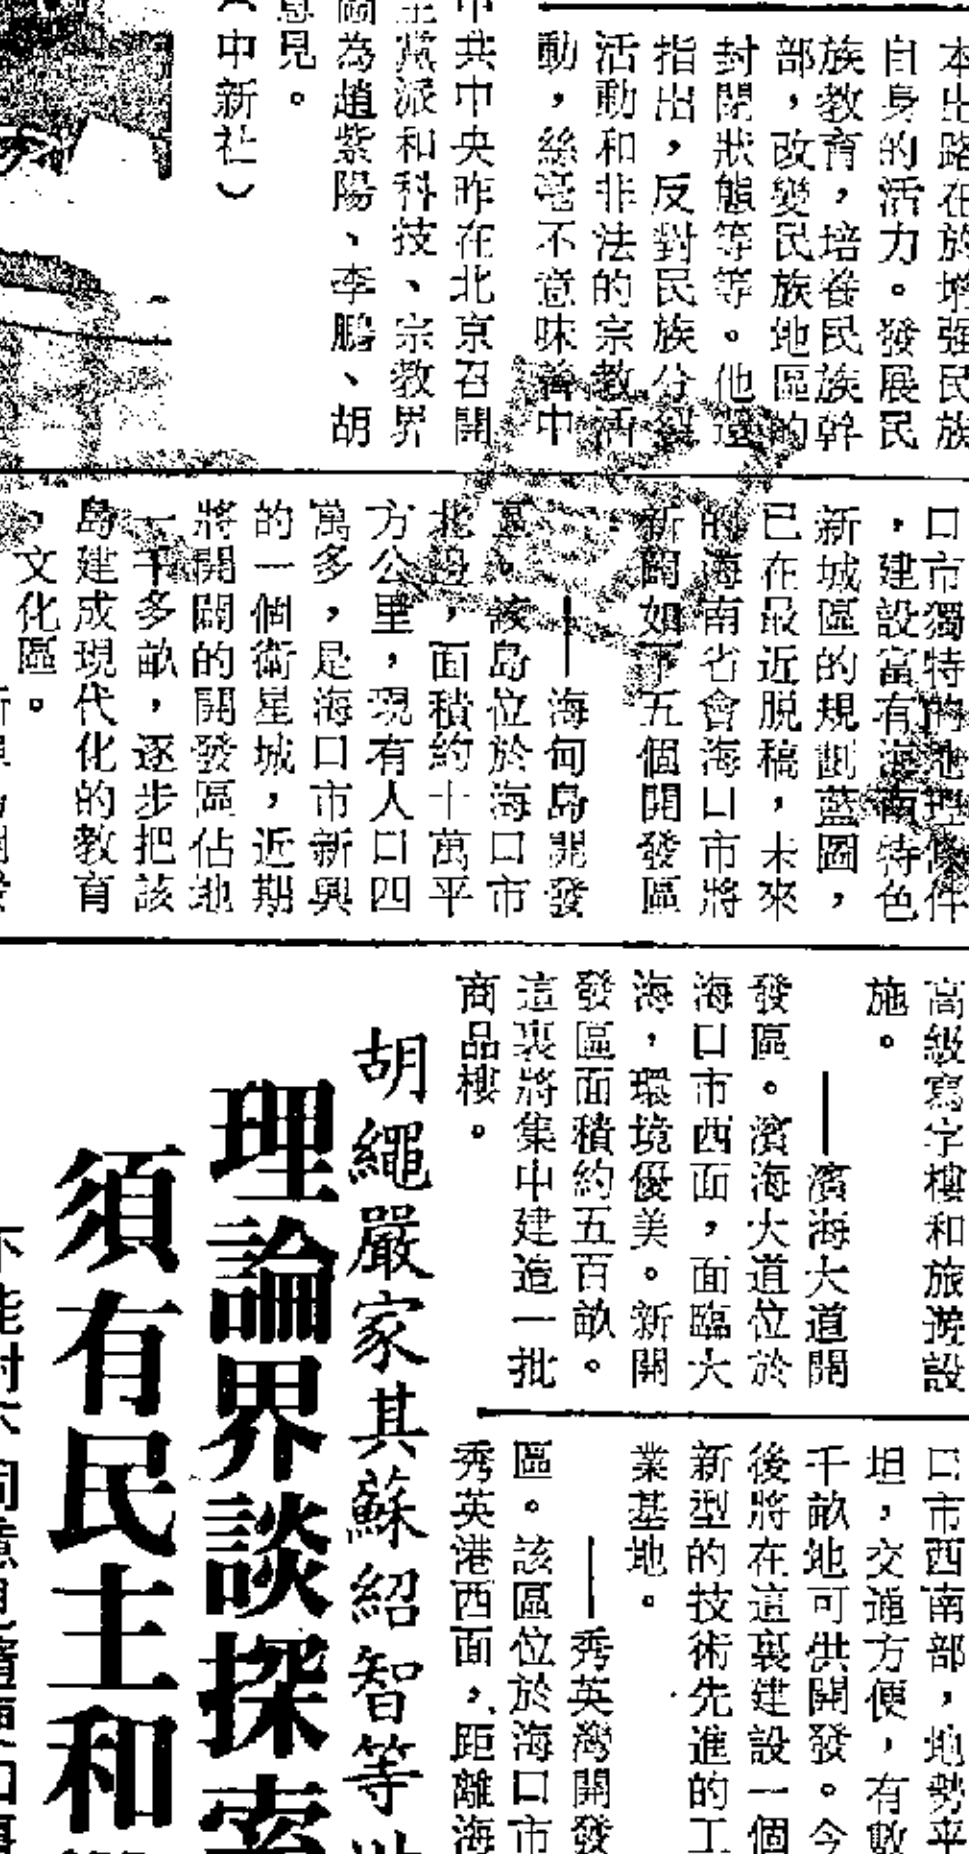 本出路在於增强民族
自身的活力。發展民
族教育，培養民族幹
部，改變民族地區的
封閉狀態等等。他還
指出，反對民族分裂
活動和非法的宗教活
動，絲毫不意味着中
中共中央昨在北京召開
主黨派和科技、宗教界
圖為趙紫陽、李鵬、胡
意見。
（中新社）
口市獨特的地理條件
，建設富有海南特色
新城區的規劃藍圖，
已在最近脱稿，未來
的海南省會海口市將
新闢如下五個開發區
——海甸島開發
區。該島位於海口市
北邊，面積約十萬平
方公里，現有人口四
萬多，是海口市新興
的一個衛星城，近期
將開闢的開發區佔地
一千多畝，逐步把該
島建成現代化的教育
，文化區。
高級寫字樓和旅遊設
施。
——濱海大道開
發區。濱海大道位於
海口市西面，面臨大
海，環境優美。新開
發區面積約五百畝。
這裏將集中建造一批
商品樓。
口市西南部，地勢平
坦，交通方便，有數
千畝地可供開發。今
後將在這裏建設一個
新型的技術先進的工
業基地。
——秀英灣開發
區。該區位於海口市
秀英港西面，距離海
胡繩嚴家其蘇紹智等
理論界談探索
須有民主和